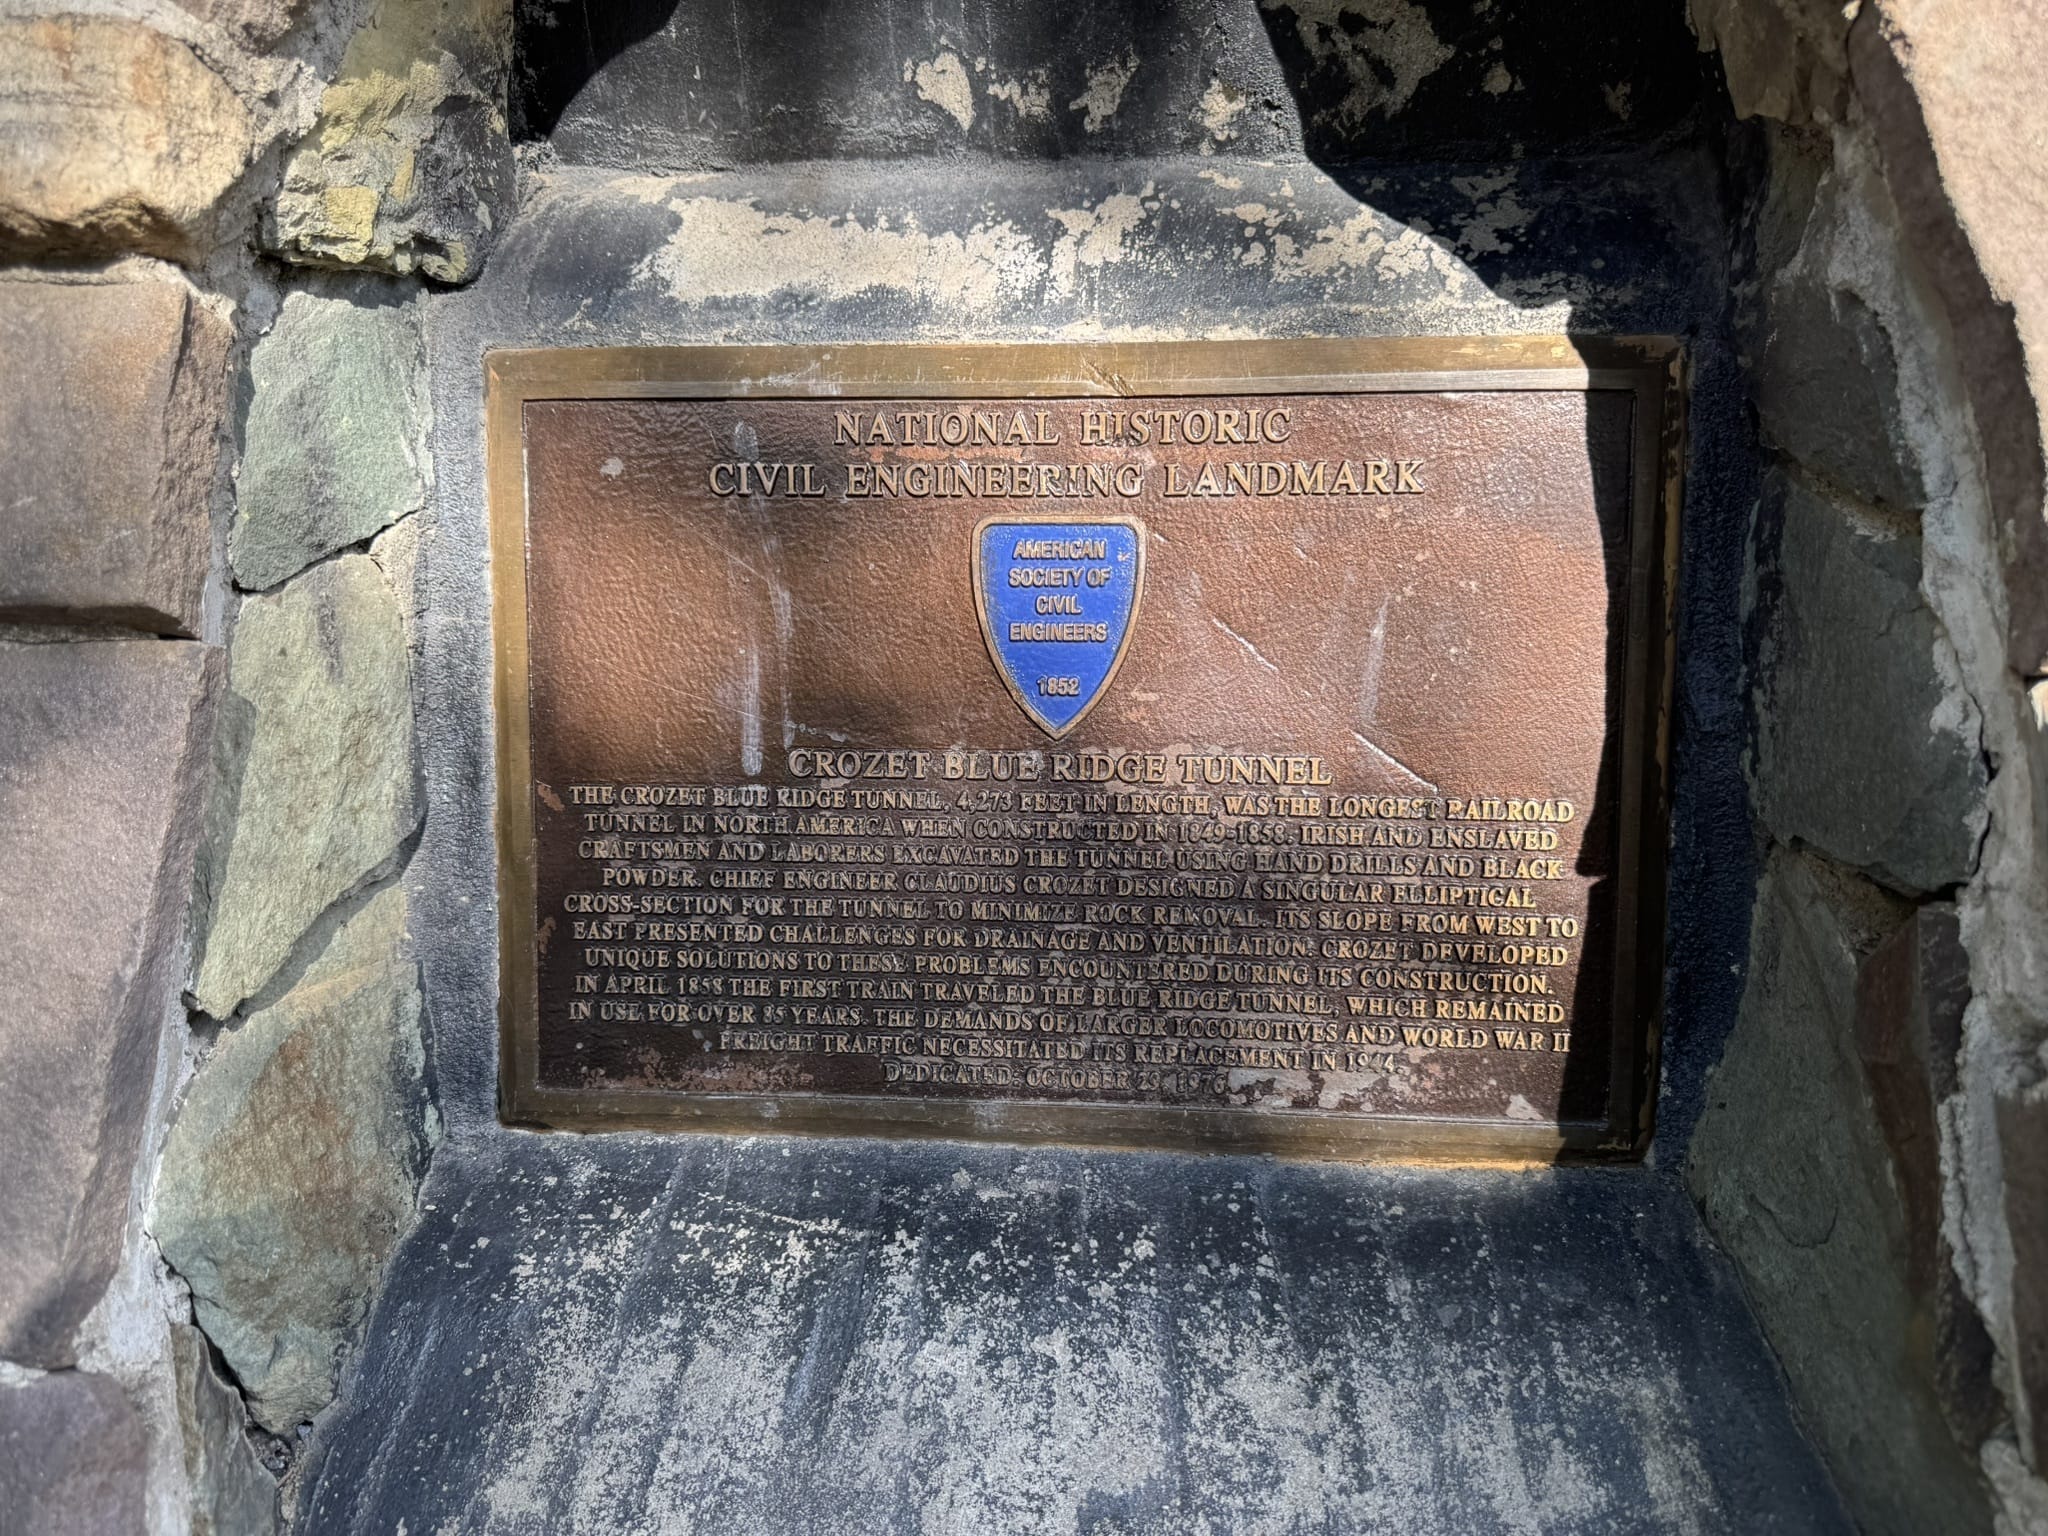 NATIONAL HISTORIC
CIVIL ENGINEERING LANDMARK
AMERICAN
SOCIETY OF
CIVIL
ENGINEERS
1852
CROZET BLUE RIDGE TUNNEL
THE CROZET BLUE RIDGE TUNNEL, 4,273 FEET IN LENGTH, WAS THE LONGEST RAILROAD
TUNNEL IN NORTH AMERICA WHEN CONSTRUCTED IN 1849-1858. IRISH AND ENSLAVED
CRAFTSMEN AND LABORERS EXCAVATED THE TUNNEL USING HAND DRILLS AND BLACK
POWDER. CHIEF ENGINEER CLAUDIUS CROZET DESIGNED A SINGULAR ELLIPTICAL
CROSS-SECTION FOR THE TUNNEL TO MINIMIZE ROCK REMOVAL. ITS SLOPE FROM WEST TO
EAST PRESENTED CHALLENGES FOR DRAINAGE AND VENTILATION. CROZET DEVELOPED
UNIQUE SOLUTIONS TO THESE PROBLEMS ENCOUNTERED DURING ITS CONSTRUCTION.
IN APRIL 1858 THE FIRST TRAIN TRAVELED THE BLUE RIDGE TUNNEL, WHICH REMAINED
IN USE FOR OVER 85 YEARS. THE DEMANDS OF LARGER LOCOMOTIVES AND WORLD WAR II
FREIGHT TRAFFIC NECESSITATED ITS REPLACEMENT IN 1944.
DEDICATED: OCTOBER 29, 1976